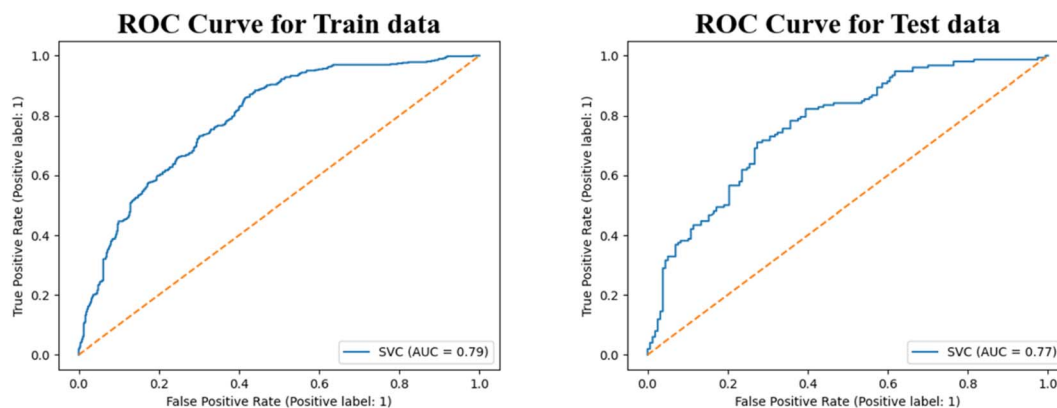 ROC Curve for Train data
True Positive Rate (Positive label: 1)
1.0
0.8
0.6
0.4
0.2
0.0
SVC (AUC = 0.79)
0.0 0.2 0.4 0.6 0.8 1.0
False Positive Rate (Positive label: 1)
ROC Curve for Test data
True Positive Rate (Positive label: 1)
1.0
0.8
0.6
0.4
0.2
0.0
SVC (AUC = 0.77)
0.0 0.2 0.4 0.6 0.8 1.0
False Positive Rate (Positive label: 1)